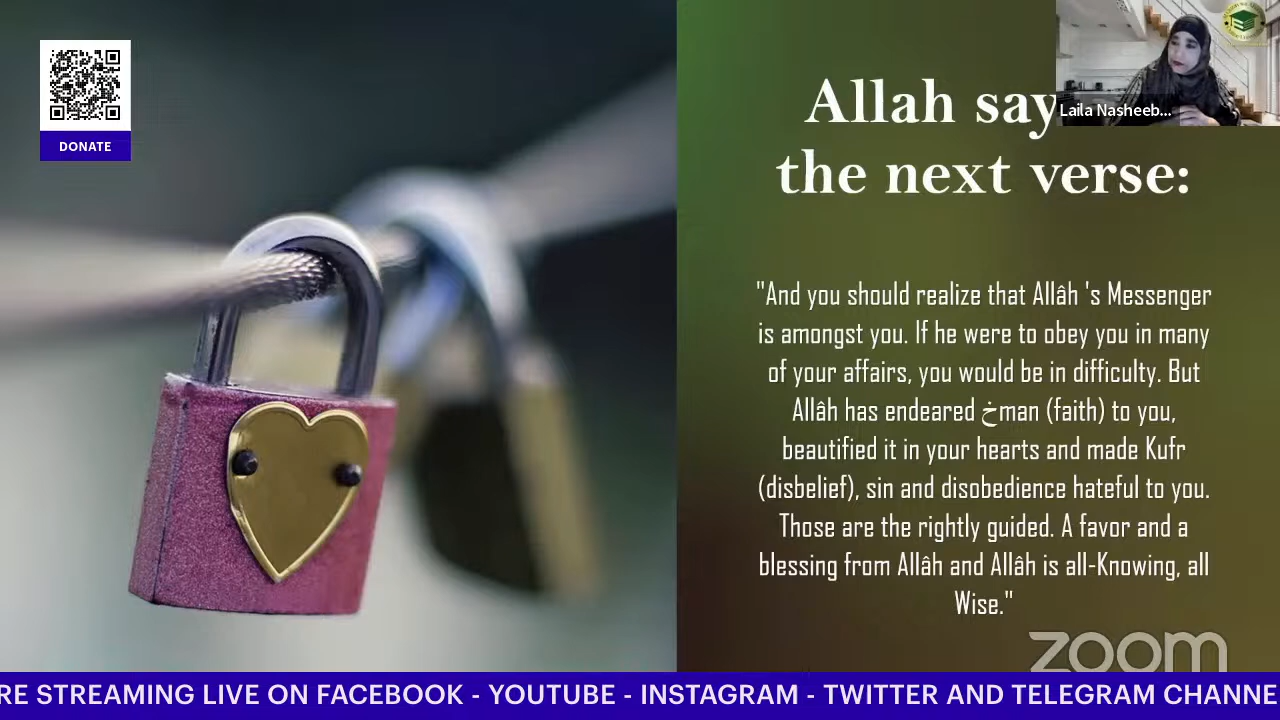 DONATE
Allah say
the next verse:
Laila Nasheeb...
"And you should realize that Allâh 's Messenger
is amongst you. If he were to obey you in many
of your affairs, you would be in difficulty. But
Allâh has endeared خman (faith) to you,
beautified it in your hearts and made Kufr
(disbelief), sin and disobedience hateful to you.
Those are the rightly guided. A favor and a
blessing from Allâh and Allâh is all-Knowing, all
Wise."
zoom
RE STREAMING LIVE ON FACEBOOK - YOUTUBE - INSTAGRAM - TWITTER AND TELEGRAM CHANNE